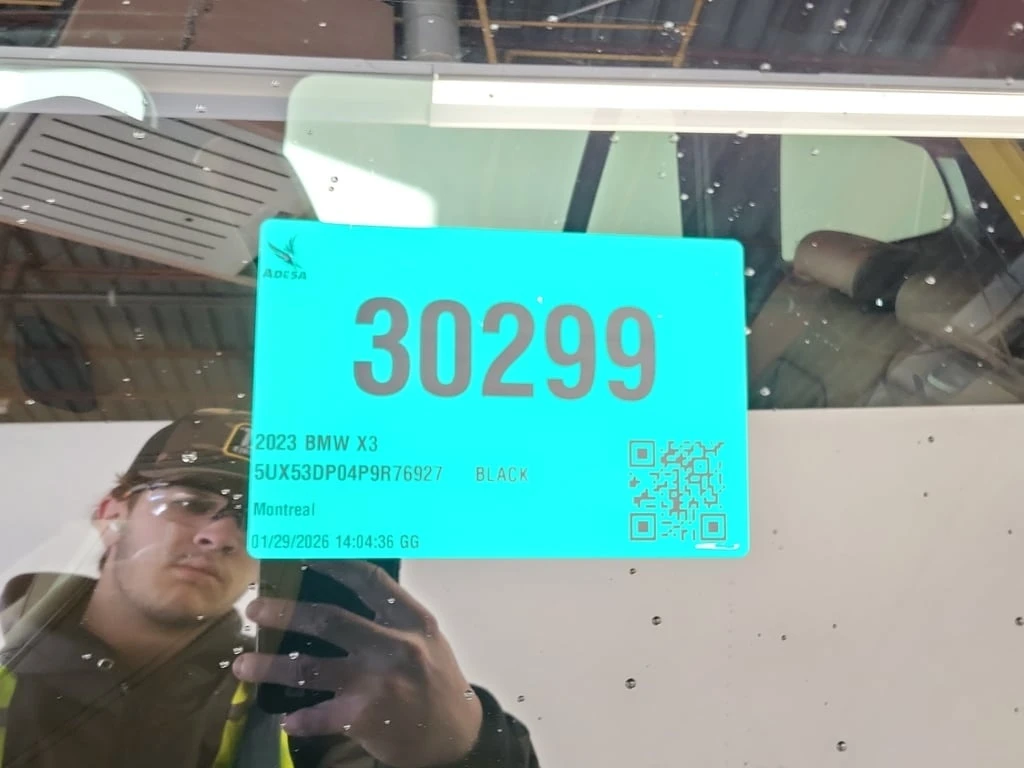 ADESA
30299
2023 BMW X3
5UX53DP04P9R76927 BLACK
Montreal
01/29/2026 14:04:36 GG